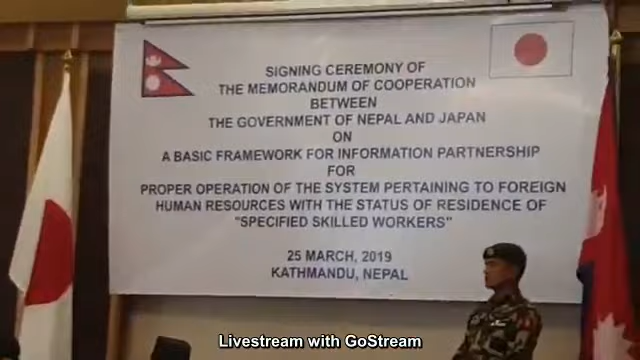 SIGNING CEREMONY OF
THE MEMORANDUM OF COOPERATION
BETWEEN
THE GOVERNMENT OF NEPAL AND JAPAN
ON
A BASIC FRAMEWORK FOR INFORMATION PARTNERSHIP
FOR
PROPER OPERATION OF THE SYSTEM PERTAINING TO FOREIGN
HUMAN RESOURCES WITH THE STATUS OF RESIDENCE OF
"SPECIFIED SKILLED WORKERS"
25 MARCH, 2019
KATHMANDU, NEPAL
Livestream with GoStream